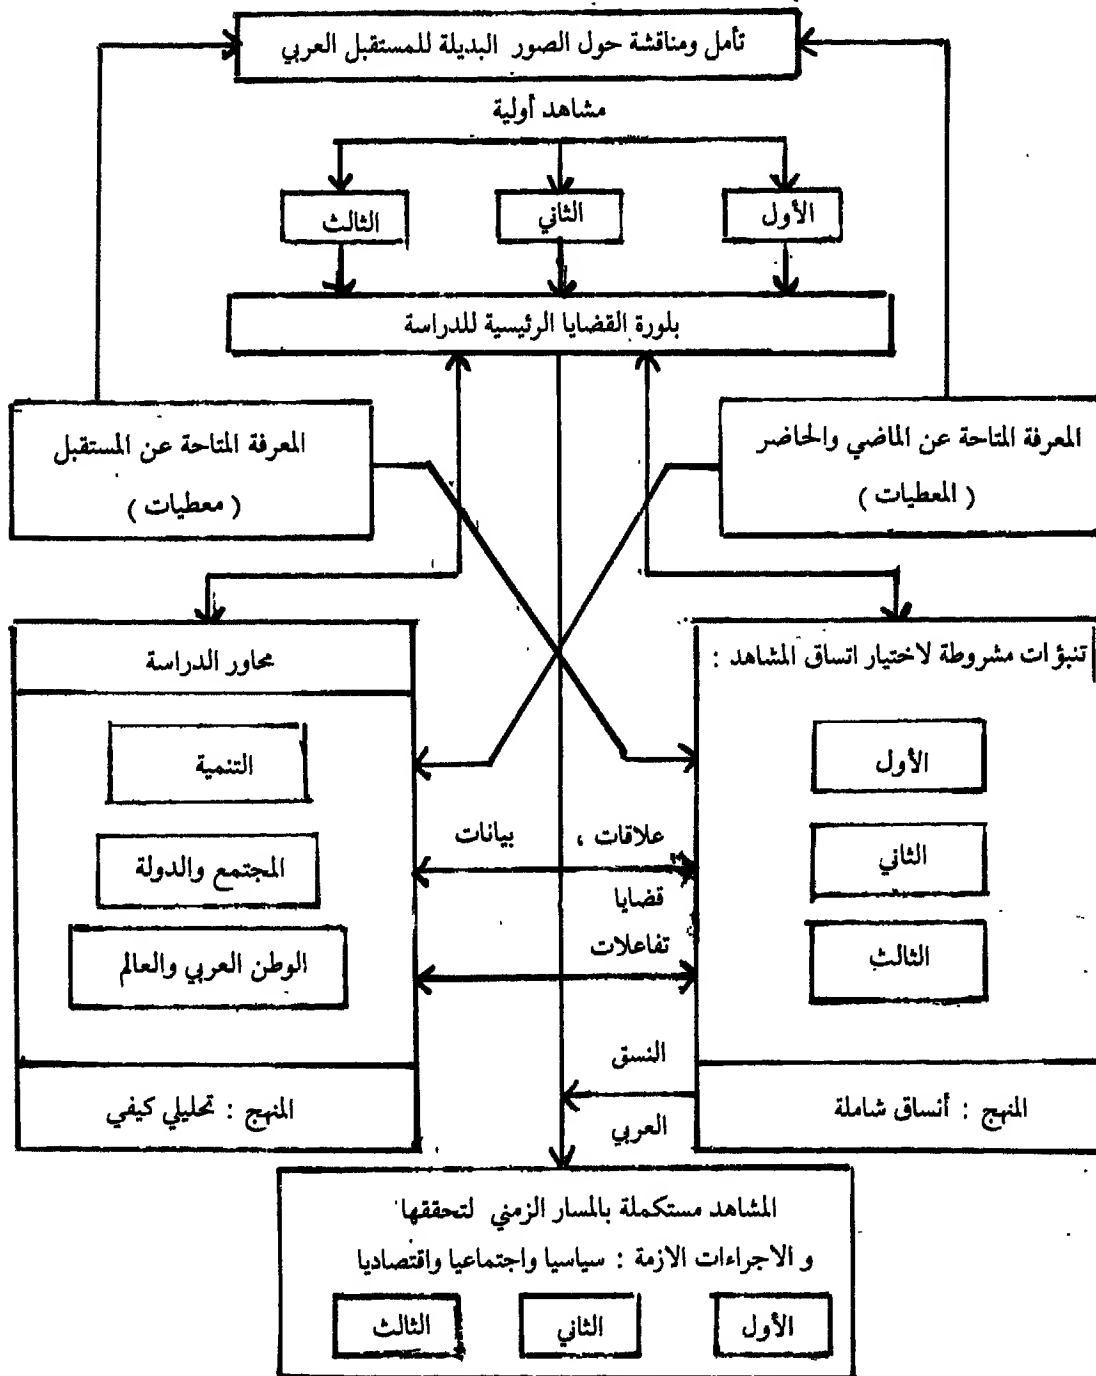 تأمل ومناقشة حول الصور البديلة للمستقبل العربي
مشاهد أولية
الأول
الثاني
الثالث
بلورة القضايا الرئيسية للدراسة
المعرفة المتاحة عن الماضي والحاضر
( المعطيات )
المعرفة المتاحة عن المستقبل
( معطيات )
تنبؤات مشروطة لاختيار اتساق المشاهد :
الأول
الثاني
الثالث
المنهج : أنساق شاملة
علاقات ، بيانات
قضايا
تفاعلات
النسق
العربي
محاور الدراسة
التنمية
المجتمع والدولة
الوطن العربي والعالم
المنهج : تحليلي كيفي
المشاهد مستكملة بالمسار الزمني لتحققها
و الاجراءات الازمة : سياسيا واجتماعيا واقتصاديا
الأول
الثاني
الثالث